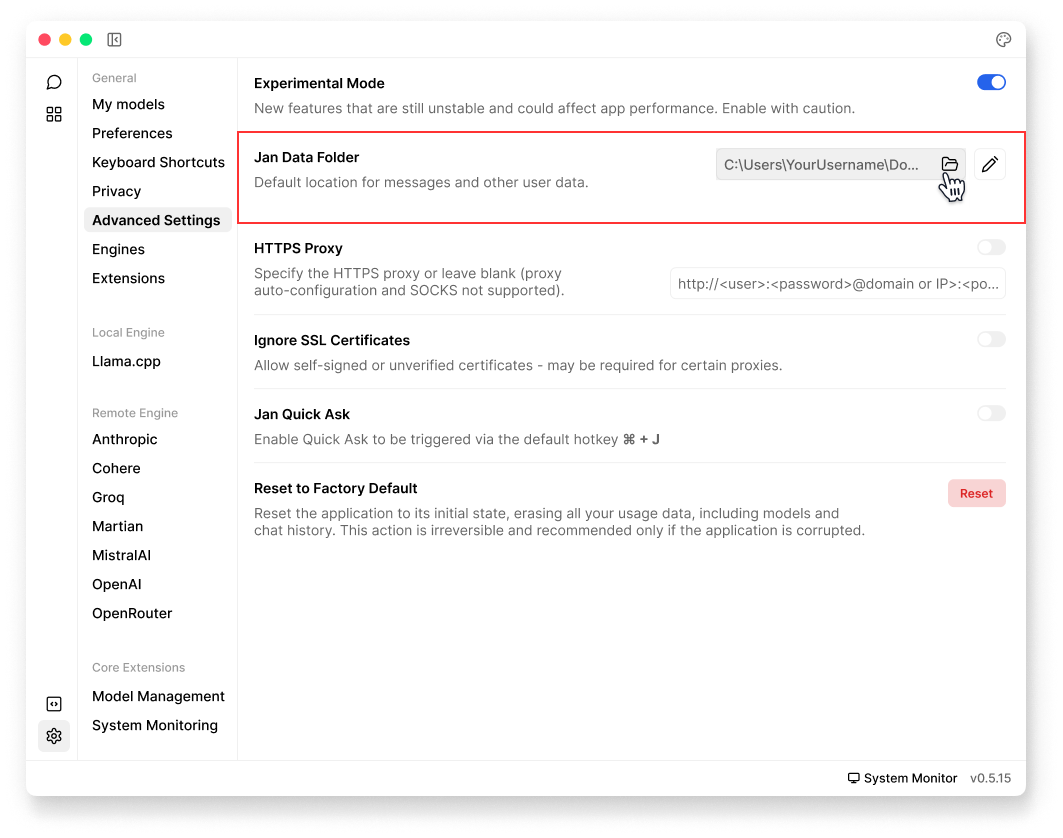 General
My models
Preferences
Keyboard Shortcuts
Privacy
Advanced Settings
Engines
Extensions
Local Engine
Llama.cpp
Remote Engine
Anthropic
Cohere
Groq
Martian
MistralAI
OpenAI
OpenRouter
Core Extensions
Model Management
System Monitoring
Experimental Mode
New features that are still unstable and could affect app performance. Enable with caution.
Jan Data Folder
Default location for messages and other user data.
C:\Users\YourUsername\Do...
HTTPS Proxy
Specify the HTTPS proxy or leave blank (proxy
auto-configuration and SOCKS not supported).
http://<user>:<password>@domain or IP>:<po...
Ignore SSL Certificates
Allow self-signed or unverified certificates - may be required for certain proxies.
Jan Quick Ask
Enable Quick Ask to be triggered via the default hotkey ⌘ + J
Reset to Factory Default
Reset the application to its initial state, erasing all your usage data, including models and
chat history. This action is irreversible and recommended only if the application is corrupted.
Reset
System Monitor v0.5.15